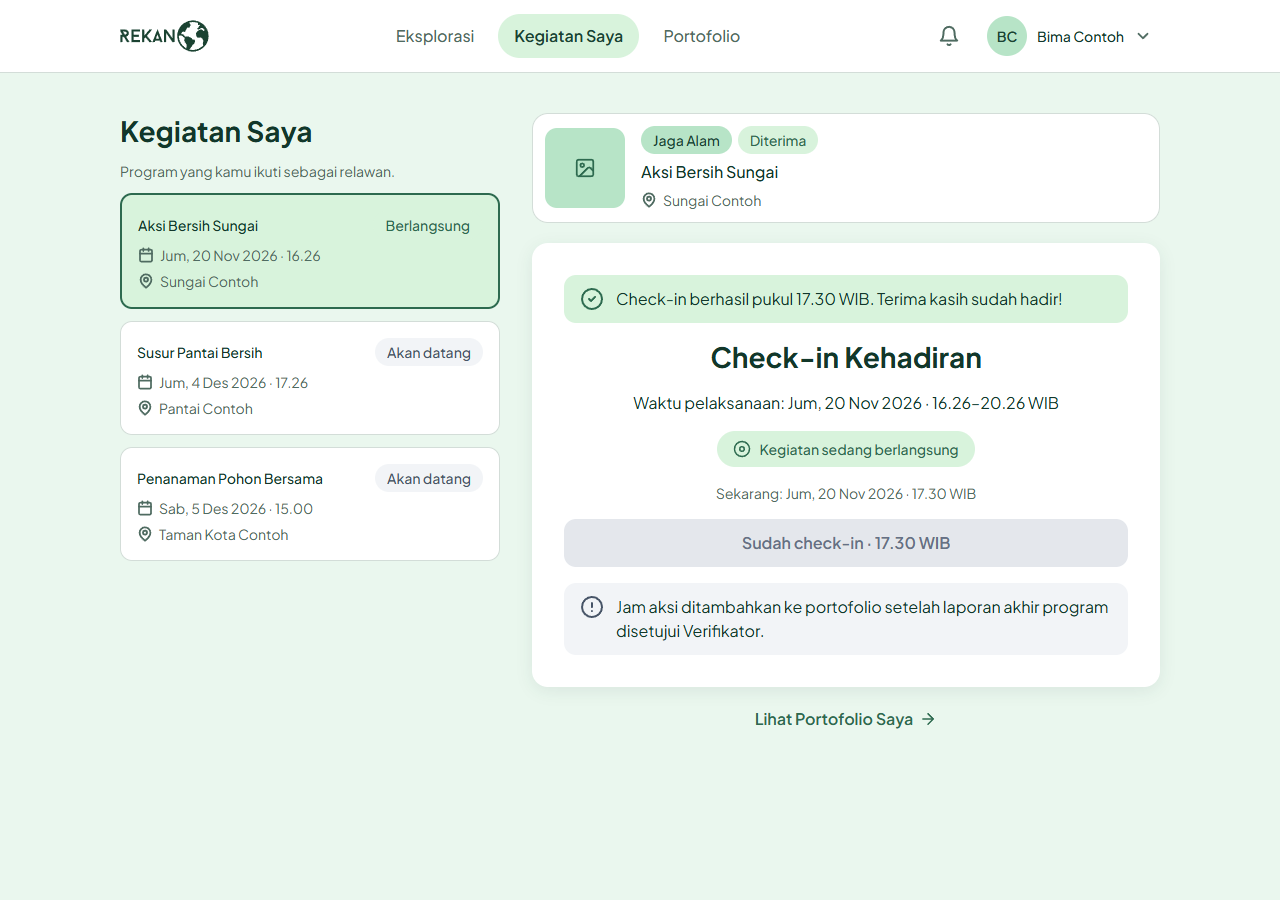 REKAN
Eksplorasi
Kegiatan Saya
Portofolio
BC
Bima Contoh
Kegiatan Saya
Program yang kamu ikuti sebagai relawan.
Aksi Bersih Sungai
Berlangsung
Jum, 20 Nov 2026 · 16.26
Sungai Contoh
Susur Pantai Bersih
Akan datang
Jum, 4 Des 2026 · 17.26
Pantai Contoh
Penanaman Pohon Bersama
Akan datang
Sab, 5 Des 2026 · 15.00
Taman Kota Contoh
Jaga Alam
Diterima
Aksi Bersih Sungai
Sungai Contoh
Check-in berhasil pukul 17.30 WIB. Terima kasih sudah hadir!
Check-in Kehadiran
Waktu pelaksanaan: Jum, 20 Nov 2026 · 16.26–20.26 WIB
Kegiatan sedang berlangsung
Sekarang: Jum, 20 Nov 2026 · 17.30 WIB
Sudah check-in · 17.30 WIB
Jam aksi ditambahkan ke portofolio setelah laporan akhir program
disetujui Verifikator.
Lihat Portofolio Saya